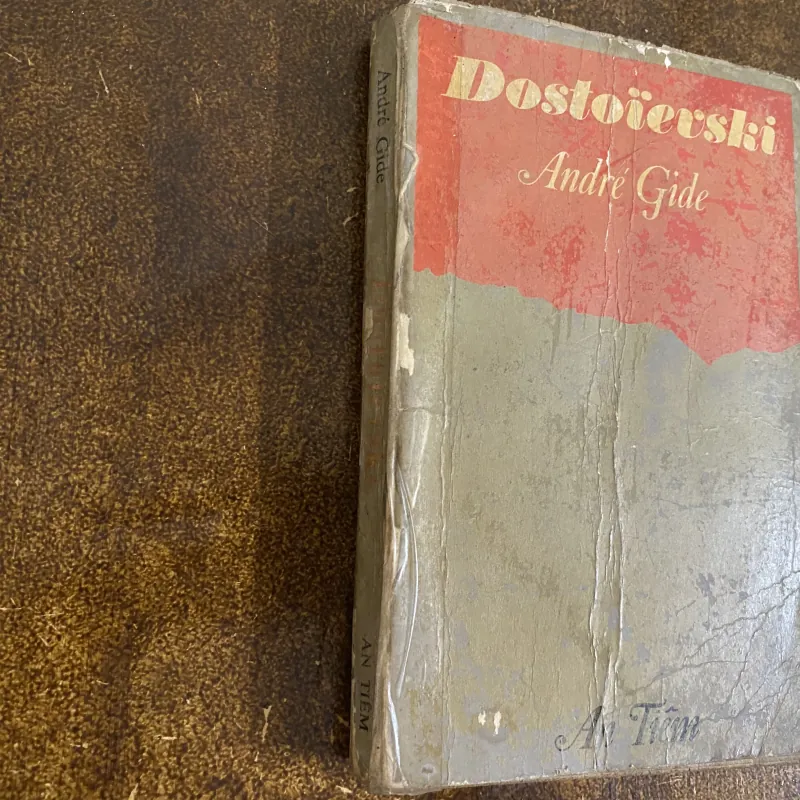 Dostoïevski
André Gide
An Tiêm
André Gide
AN TIÊM